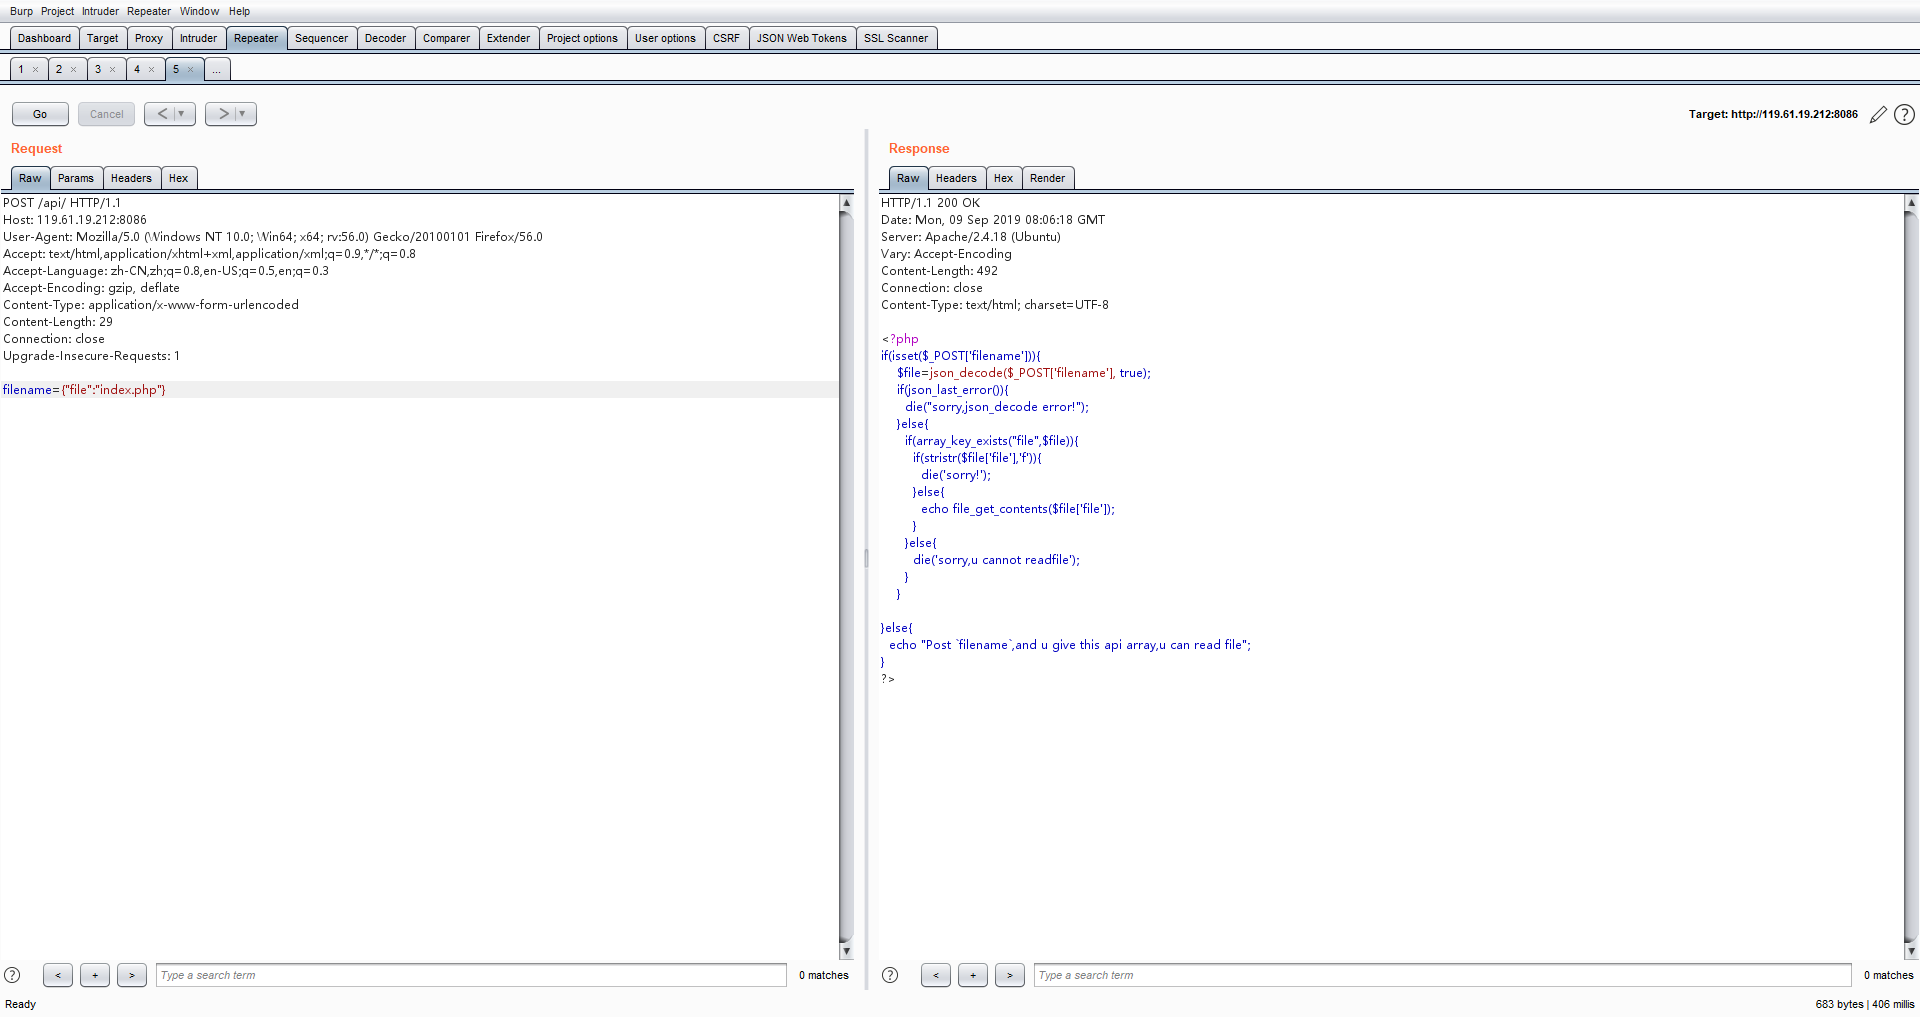 Burp Project Intruder Repeater Window Help
Dashboard Target Proxy Intruder Repeater Sequencer Decoder Comparer Extender Project options User options CSRF JSON Web Tokens SSL Scanner
1 × 2 × 3 × 4 × 5 × ...
Go Cancel < ▼ > ▼ Target: http://119.61.19.212:8086 ?
Request
Raw Params Headers Hex
POST /api/ HTTP/1.1
Host: 119.61.19.212:8086
User-Agent: Mozilla/5.0 (Windows NT 10.0; Win64; x64; rv:56.0) Gecko/20100101 Firefox/56.0
Accept: text/html,application/xhtml+xml,application/xml;q=0.9,*/*;q=0.8
Accept-Language: zh-CN,zh;q=0.8,en-US;q=0.5,en;q=0.3
Accept-Encoding: gzip, deflate
Content-Type: application/x-www-form-urlencoded
Content-Length: 29
Connection: close
Upgrade-Insecure-Requests: 1
filename={"file":"index.php"}
? < + > Type a search term 0 matches
Response
Raw Headers Hex Render
HTTP/1.1 200 OK
Date: Mon, 09 Sep 2019 08:06:18 GMT
Server: Apache/2.4.18 (Ubuntu)
Vary: Accept-Encoding
Content-Length: 492
Connection: close
Content-Type: text/html; charset=UTF-8
<?php
if(isset($_POST['filename'])){
$file=json_decode($_POST['filename'], true);
if(json_last_error()){
die("sorry,json_decode error!");
}else{
if(array_key_exists("file",$file)){
if(stristr($file['file'],'f')){
die('sorry!');
}else{
echo file_get_contents($file['file']);
}
}else{
die('sorry,u cannot readfile');
}
}
}else{
echo "Post `filename`,and u give this api array,u can read file";
}
?>
? < + > Type a search term 0 matches
Ready 683 bytes | 406 millis